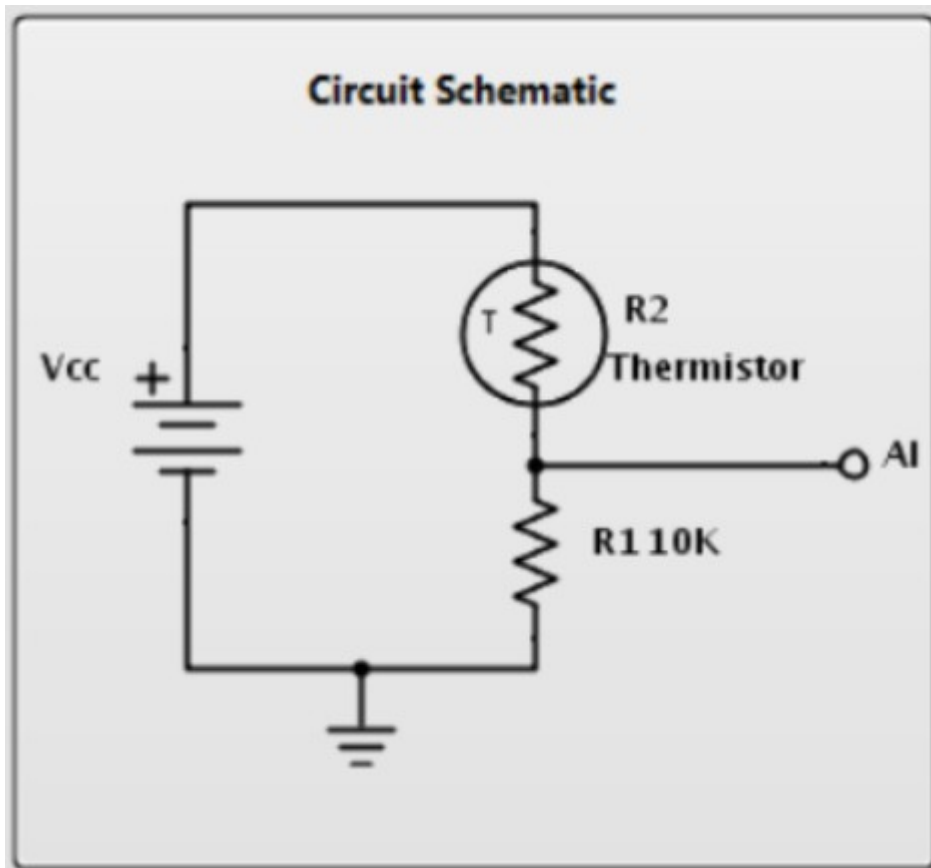 Circuit Schematic
R2
T
Vcc +
Thermistor
AI
R1 10K